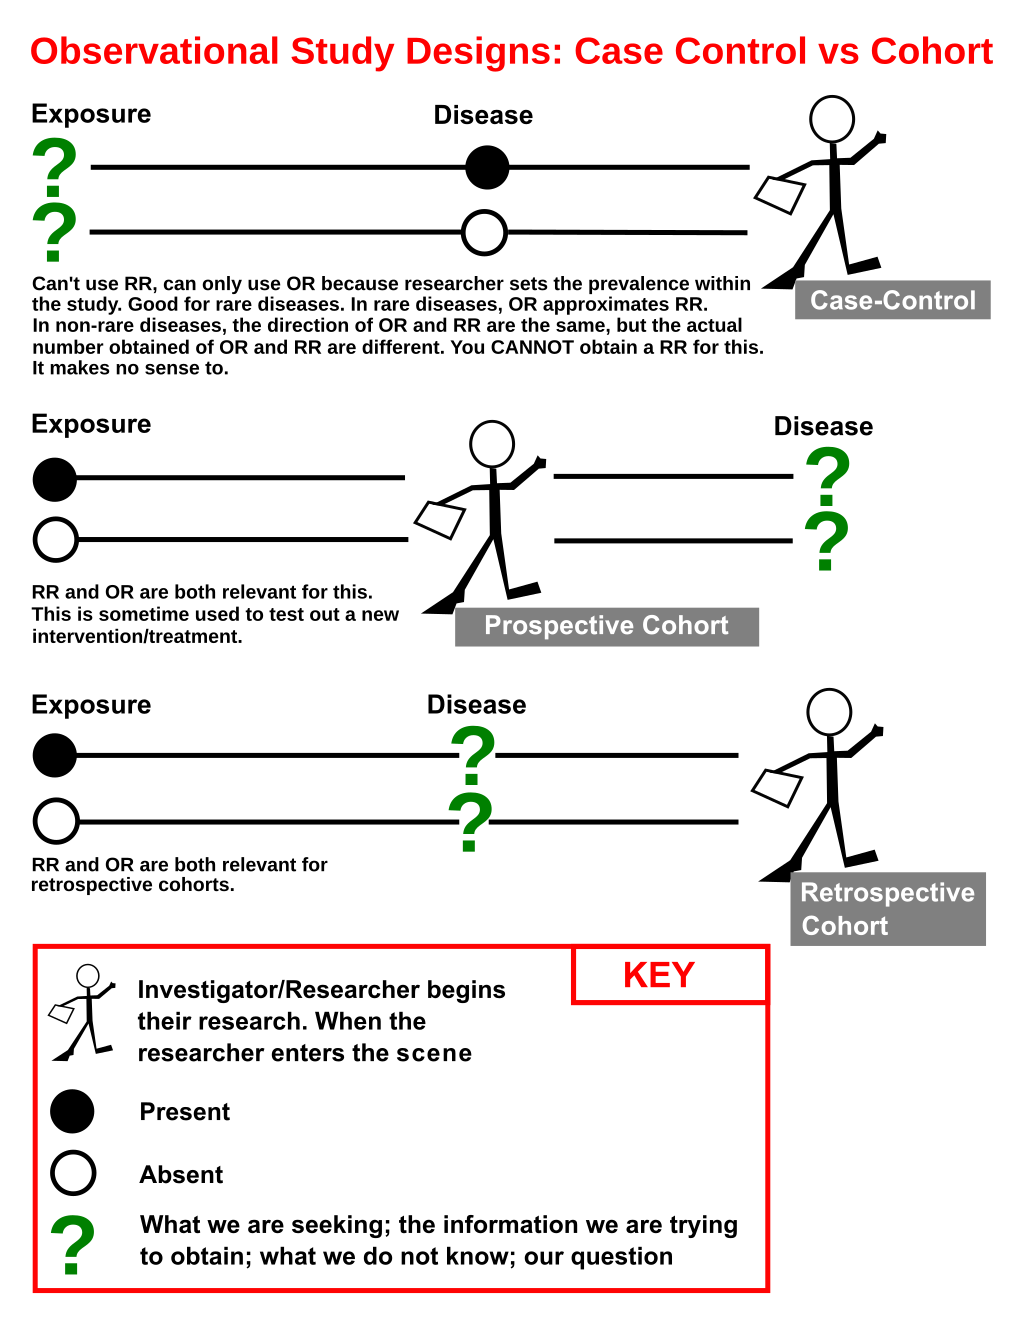 Observational Study Designs: Case Control vs Cohort
Exposure
Disease
?
?
Can't use RR, can only use OR because researcher sets the prevalence within
the study. Good for rare diseases. In rare diseases, OR approximates RR.
In non-rare diseases, the direction of OR and RR are the same, but the actual
number obtained of OR and RR are different. You CANNOT obtain a RR for this.
It makes no sense to.
Case-Control
Exposure
Disease
?
?
RR and OR are both relevant for this.
This is sometime used to test out a new
intervention/treatment.
Prospective Cohort
Exposure
Disease
?
?
RR and OR are both relevant for
retrospective cohorts.
Retrospective
Cohort
KEY
Investigator/Researcher begins
their research. When the
researcher enters the scene
Present
Absent
?
What we are seeking; the information we are trying
to obtain; what we do not know; our question